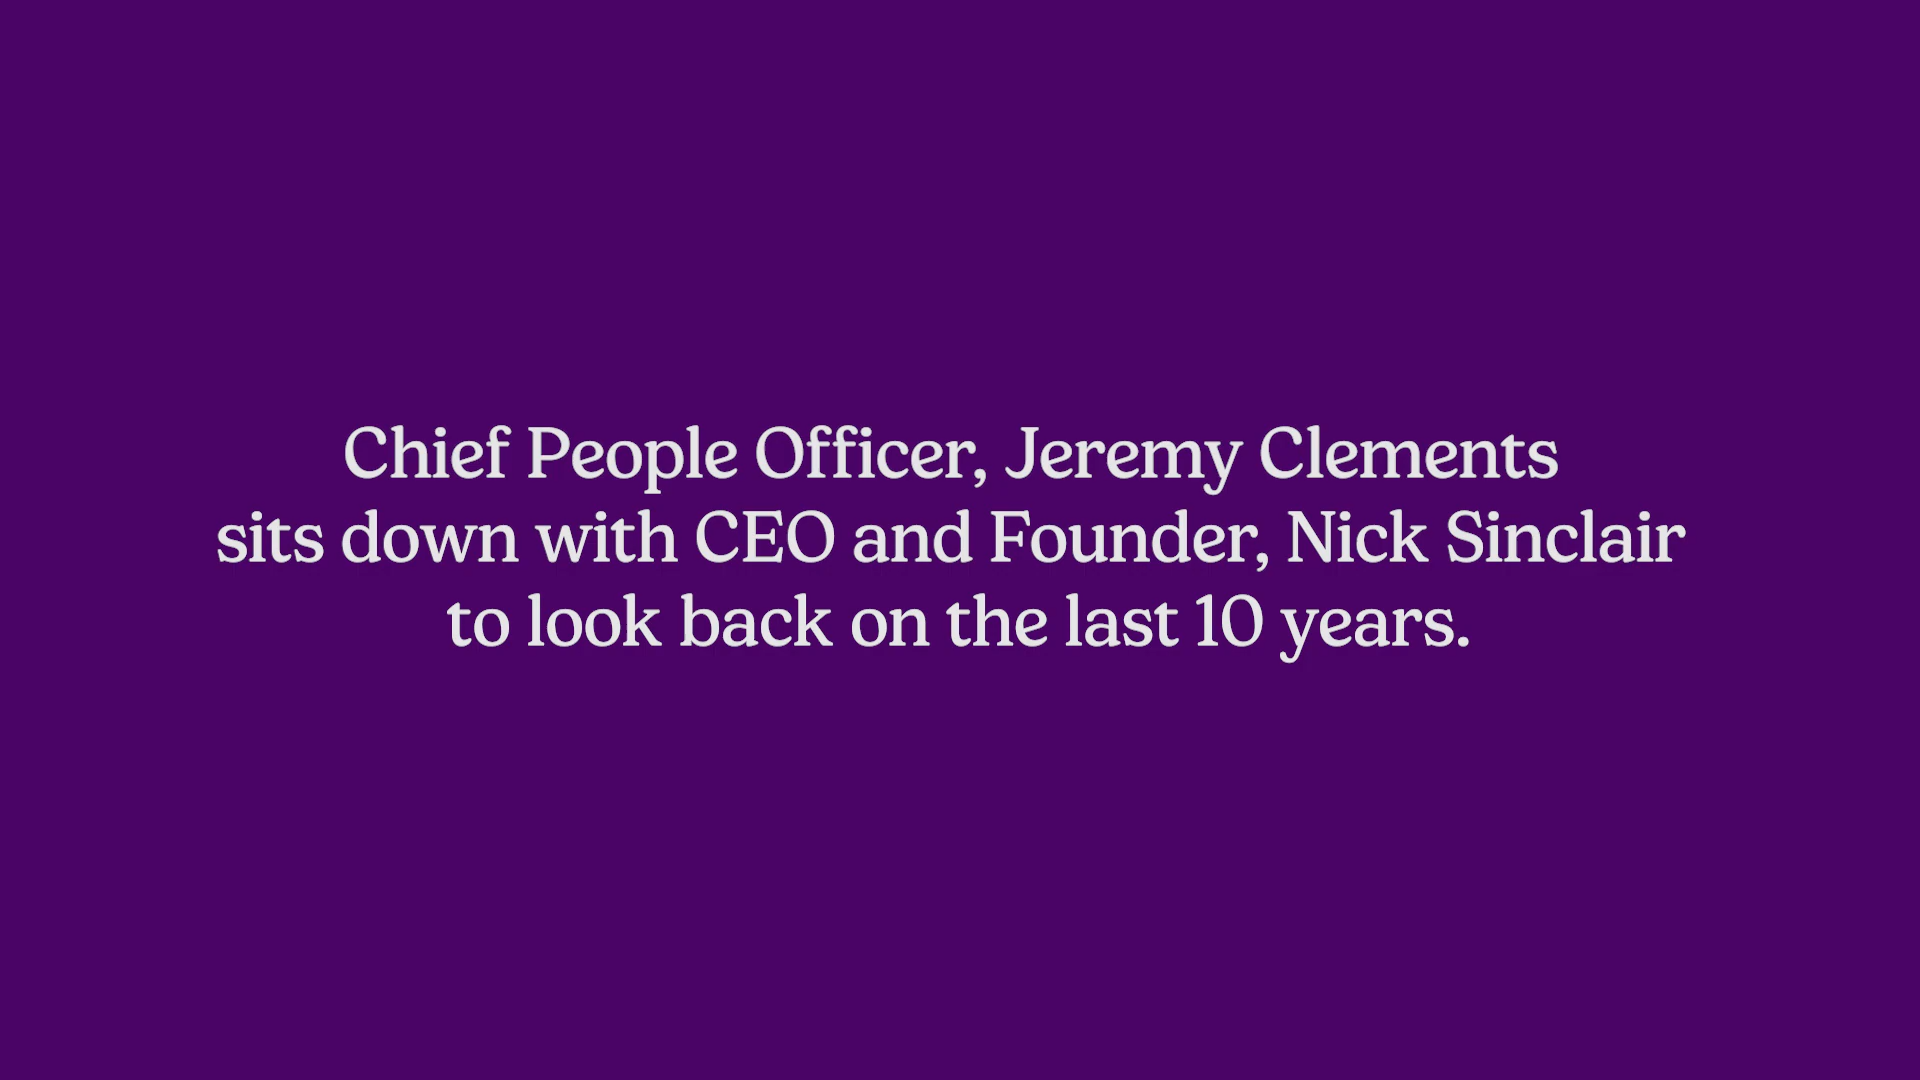 Chief People Officer, Jeremy Clements
sits down with CEO and Founder, Nick Sinclair
to look back on the last 10 years.